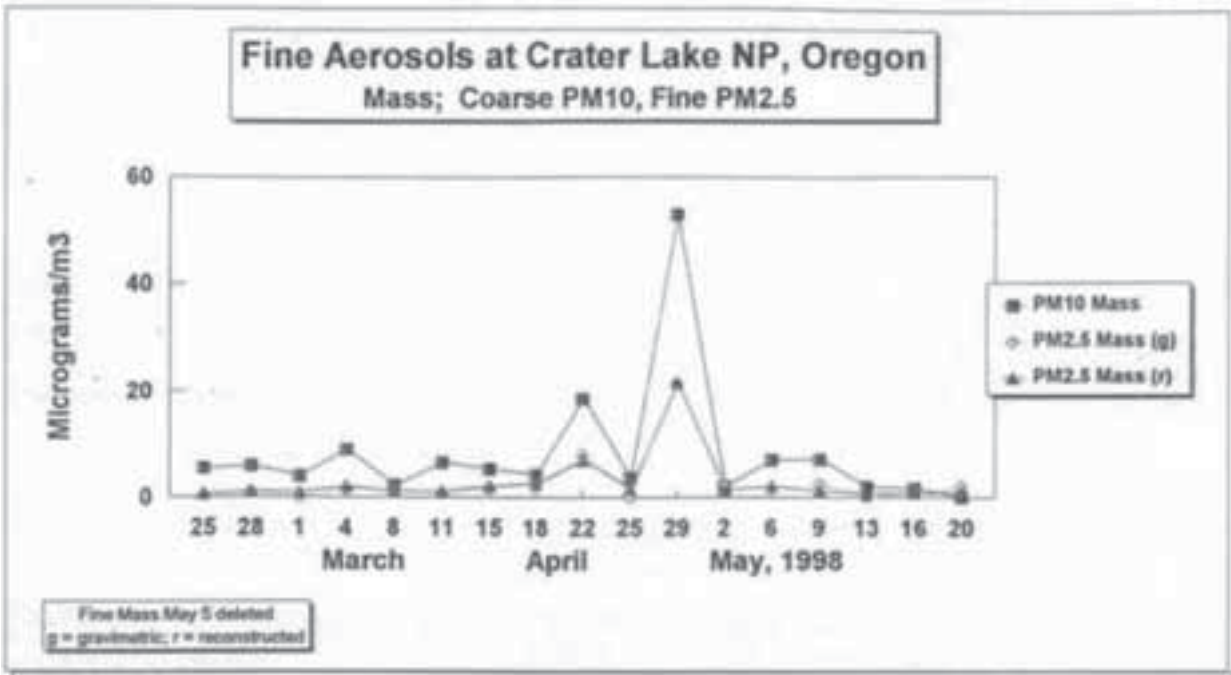 Fine Aerosols at Crater Lake NP, Oregon
Mass; Coarse PM10, Fine PM2.5
60
40
20
0
Micrograms/m3
25 28 1 4 8 11 15 18 22 25 29 2 6 9 13 16 20
March April May, 1998
PM10 Mass
PM2.5 Mass (g)
PM2.5 Mass (r)
Fine Mass May 5 deleted
g = gravimetric; r = reconstructed